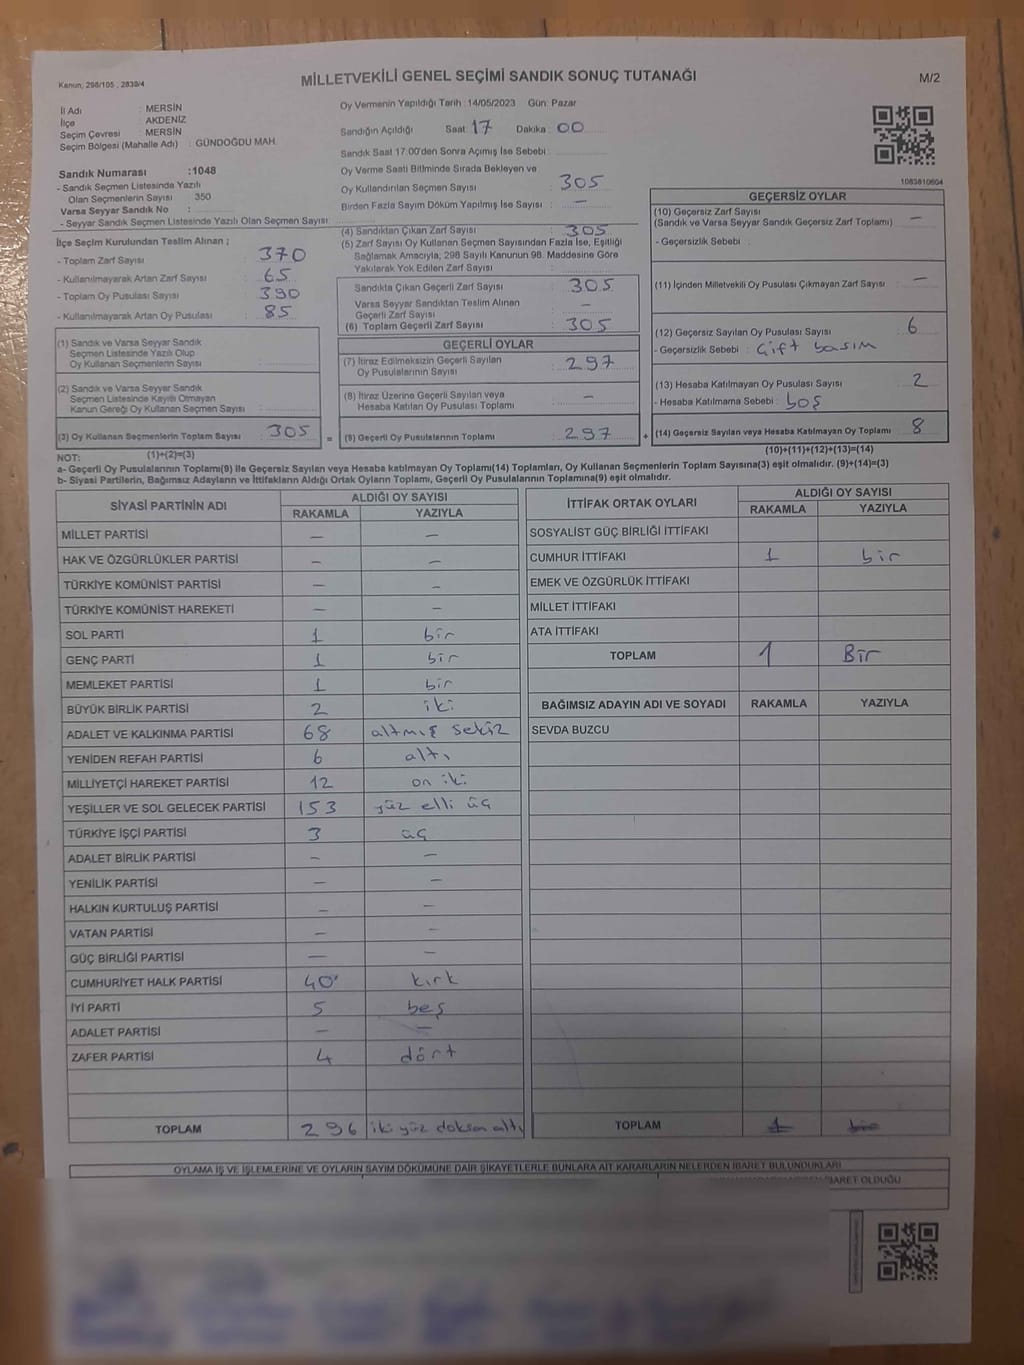 Kanun, 298/105 , 2839/4
MİLLETVEKİLİ GENEL SEÇİMİ SANDIK SONUÇ TUTANAĞI
M/2
İl Adı : MERSİN
İlçe : AKDENİZ
Seçim Çevresi : MERSİN
Seçim Bölgesi (Mahalle Adı) : GÜNDOĞDU MAH.
Sandık Numarası :1048
- Sandık Seçmen Listesinde Yazılı
Olan Seçmenlerin Sayısı 350
Varsa Seyyar Sandık No :
- Seyyar Sandık Seçmen Listesinde Yazılı Olan Seçmen Sayısı:
Oy Vermenin Yapıldığı Tarih : 14/05/2023 Gün: Pazar
Sandığın Açıldığı Saat: 17 Dakika : 00
Sandık Saat 17:00'den Sonra Açımış İse Sebebi :
Oy Verme Saati Bitiminde Sırada Bekleyen ve
Oy Kullandırılan Seçmen Sayısı : 305
Birden Fazla Sayım Döküm Yapılmış İse Sayısı : —
1083810604
İlçe Seçim Kurulundan Teslim Alınan ;
- Toplam Zarf Sayısı : 370
- Kullanılmayarak Artan Zarf Sayısı : 65
- Toplam Oy Pusulası Sayısı : 390
- Kullanılmayarak Artan Oy Pusulası : 85
(1) Sandık ve Varsa Seyyar Sandık
Seçmen Listesinde Yazılı Olup
Oy Kullanan Seçmenlerin Sayısı :
(2) Sandık ve Varsa Seyyar Sandık
Seçmen Listesinde Kayıtlı Olmayan
Kanun Gereği Oy Kullanan Seçmen Sayısı :
(3) Oy Kullanan Seçmenlerin Toplam Sayısı : 305 =
(4) Sandıktan Çıkan Zarf Sayısı : 305
(5) Zarf Sayısı Oy Kullanan Seçmen Sayısından Fazla İse, Eşitliği
Sağlamak Amacıyla, 298 Sayılı Kanunun 98. Maddesine Göre
Yakılarak Yok Edilen Zarf Sayısı :
Sandıkta Çıkan Geçerli Zarf Sayısı : 305
Varsa Seyyar Sandıktan Teslim Alınan
Geçerli Zarf Sayısı : —
(6) Toplam Geçerli Zarf Sayısı : 305
GEÇERLİ OYLAR
(7) İtiraz Edilmeksizin Geçerli Sayılan
Oy Pusulalarının Sayısı : 297
(8) İtiraz Üzerine Geçerli Sayılan veya
Hesaba Katılan Oy Pusulası Toplamı : —
(9) Geçerli Oy Pusulalarının Toplamı : 297 +
GEÇERSİZ OYLAR
(10) Geçersiz Zarf Sayısı
(Sandık ve Varsa Seyyar Sandık Geçersiz Zarf Toplamı) : —
- Geçersizlik Sebebi :
(11) İçinden Milletvekili Oy Pusulası Çıkmayan Zarf Sayısı : —
(12) Geçersiz Sayılan Oy Pusulası Sayısı : 6
- Geçersizlik Sebebi : Çift basım
(13) Hesaba Katılmayan Oy Pusulası Sayısı : 2
- Hesaba Katılmama Sebebi : boş
(14) Geçersiz Sayılan veya Hesaba Katılmayan Oy Toplamı : 8
NOT: (1)+(2)=(3)
(10)+(11)+(12)+(13)=(14)
a- Geçerli Oy Pusulalarının Toplamı(9) ile Geçersiz Sayılan veya Hesaba katılmayan Oy Toplamı(14) Toplamları, Oy Kullanan Seçmenlerin Toplam Sayısına(3) eşit olmalıdır. (9)+(14)=(3)
b- Siyasi Partilerin, Bağımsız Adayların ve İttifakların Aldığı Ortak Oyların Toplamı, Geçerli Oy Pusulalarının Toplamına(9) eşit olmalıdır.
SİYASİ PARTİNİN ADI
ALDIĞI OY SAYISI
RAKAMLA YAZIYLA
MİLLET PARTİSİ — —
HAK VE ÖZGÜRLÜKLER PARTİSİ — —
TÜRKİYE KOMÜNİST PARTİSİ — —
TÜRKİYE KOMÜNİST HAREKETİ — —
SOL PARTİ 1 bir
GENÇ PARTİ 1 bir
MEMLEKET PARTİSİ 1 bir
BÜYÜK BİRLİK PARTİSİ 2 iki
ADALET VE KALKINMA PARTİSİ 68 altmış sekiz
YENİDEN REFAH PARTİSİ 6 altı
MİLLİYETÇİ HAREKET PARTİSİ 12 on iki
YEŞİLLER VE SOL GELECEK PARTİSİ 153 yüz elli üç
TÜRKİYE İŞÇİ PARTİSİ 3 üç
ADALET BİRLİK PARTİSİ — —
YENİLİK PARTİSİ — —
HALKIN KURTULUŞ PARTİSİ — —
VATAN PARTİSİ — —
GÜÇ BİRLİĞİ PARTİSİ — —
CUMHURİYET HALK PARTİSİ 40 kırk
İYİ PARTİ 5 beş
ADALET PARTİSİ — —
ZAFER PARTİSİ 4 dört
TOPLAM 296 iki yüz doksan altı
İTTİFAK ORTAK OYLARI
ALDIĞI OY SAYISI
RAKAMLA YAZIYLA
SOSYALİST GÜÇ BİRLİĞİ İTTİFAKI
CUMHUR İTTİFAKI 1 bir
EMEK VE ÖZGÜRLÜK İTTİFAKI
MİLLET İTTİFAKI
ATA İTTİFAKI
TOPLAM 1 Bir
BAĞIMSIZ ADAYIN ADI VE SOYADI RAKAMLA YAZIYLA
SEVDA BUZCU
TOPLAM 1 bir
OYLAMA İŞ VE İŞLEMLERİNE VE OYLARIN SAYIM DÖKÜMÜNE DAİR ŞİKAYETLERLE BUNLARA AİT KARARLARIN NELERDEN İBARET BULUNDUKLARI
İBARET OLDUĞU